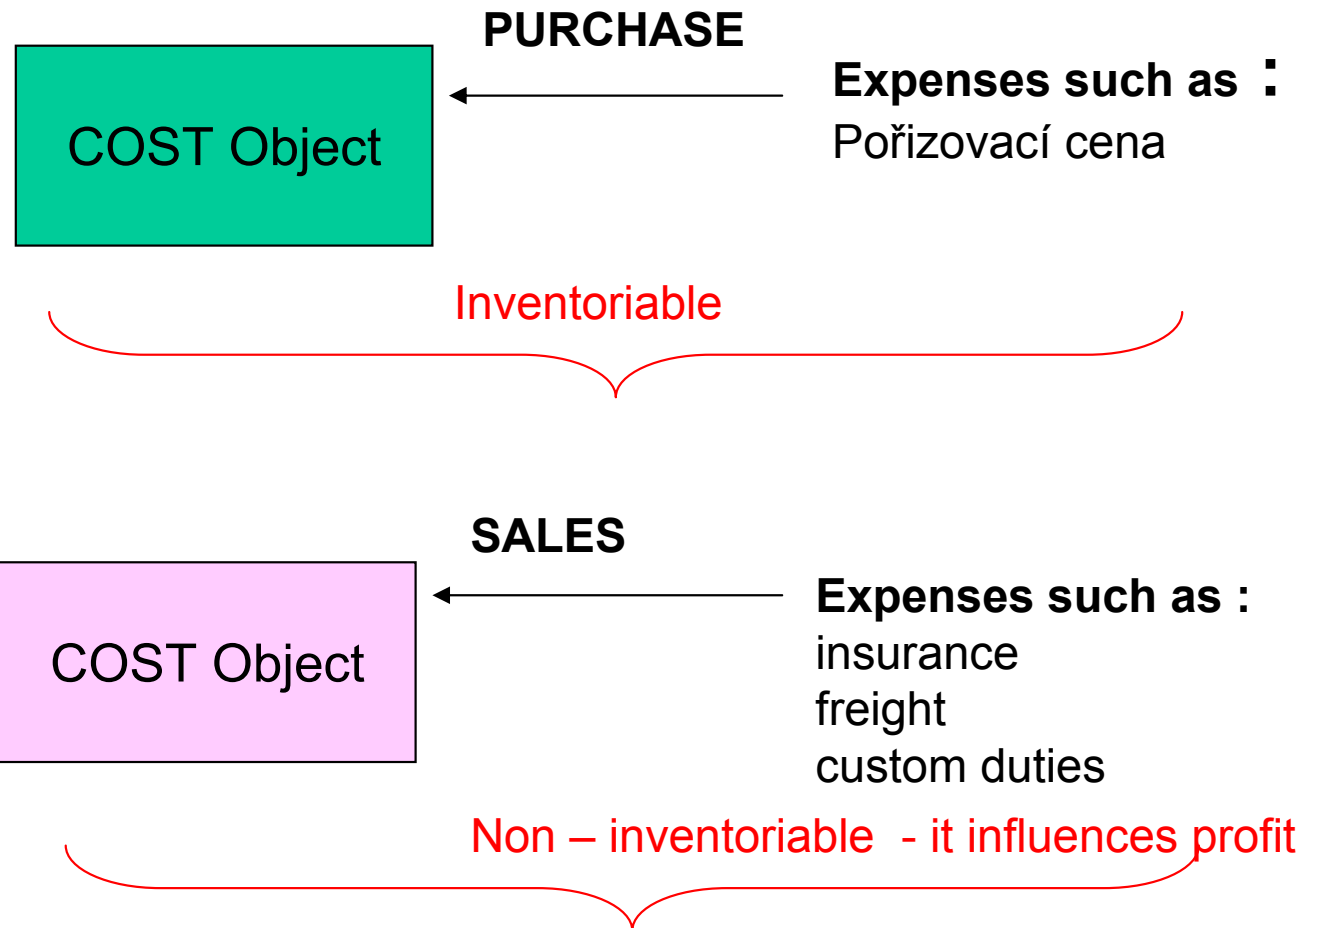 PURCHASE
Expenses such as :
Pořizovací cena
COST Object
Inventoriable
SALES
Expenses such as :
insurance
freight
custom duties
COST Object
Non – inventoriable - it influences profit